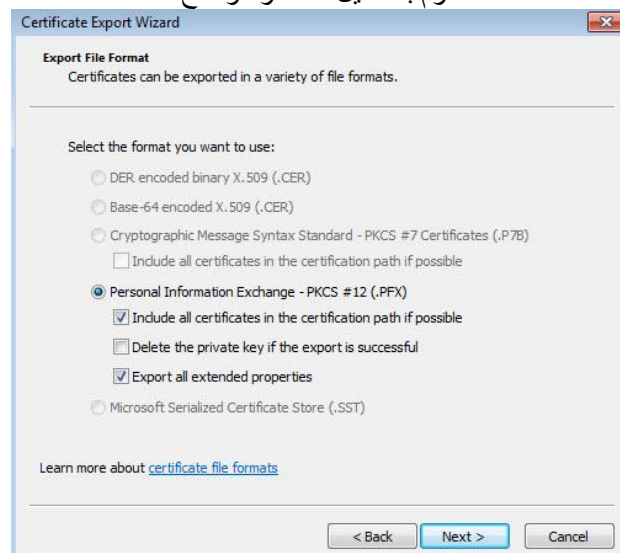 Certificate Export Wizard
Export File Format
Certificates can be exported in a variety of file formats.
Select the format you want to use:
DER encoded binary X.509 (.CER)
Base-64 encoded X.509 (.CER)
Cryptographic Message Syntax Standard - PKCS #7 Certificates (.P7B)
Include all certificates in the certification path if possible
Personal Information Exchange - PKCS #12 (.PFX)
Include all certificates in the certification path if possible
Delete the private key if the export is successful
Export all extended properties
Microsoft Serialized Certificate Store (.SST)
Learn more about certificate file formats
< Back Next > Cancel